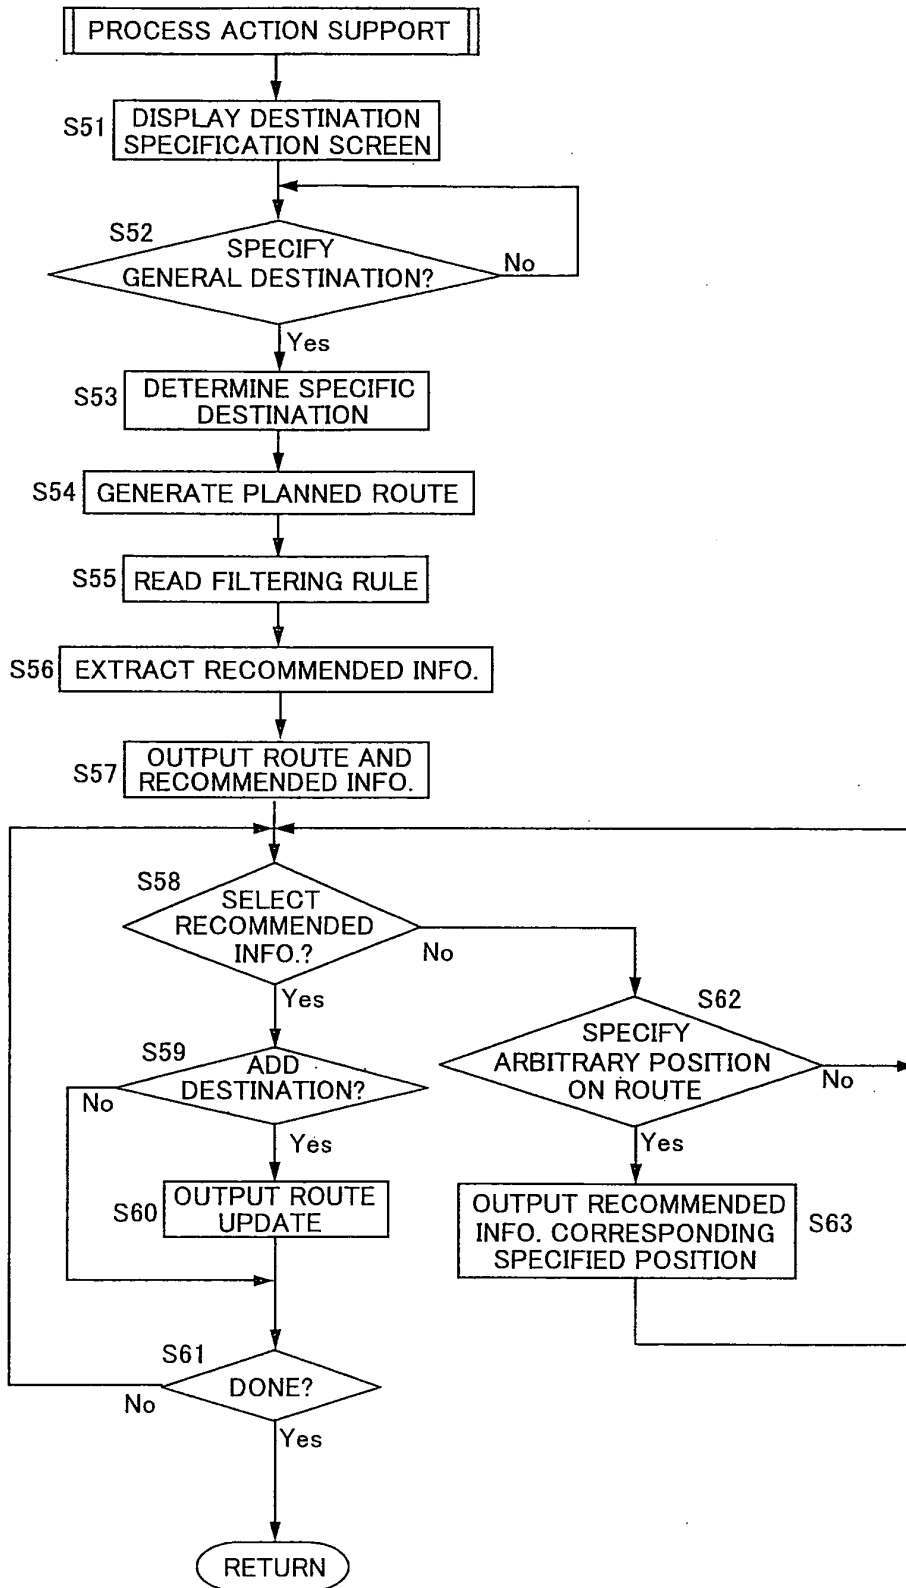 PROCESS ACTION SUPPORT
S51
DISPLAY DESTINATION
SPECIFICATION SCREEN
S52
SPECIFY
GENERAL DESTINATION?
No
Yes
S53
DETERMINE SPECIFIC
DESTINATION
S54
GENERATE PLANNED ROUTE
S55
READ FILTERING RULE
S56
EXTRACT RECOMMENDED INFO.
S57
OUTPUT ROUTE AND
RECOMMENDED INFO.
S58
SELECT
RECOMMENDED
INFO.?
No
Yes
S59
ADD
DESTINATION?
No
Yes
S60
OUTPUT ROUTE
UPDATE
S61
DONE?
No
Yes
RETURN
S62
SPECIFY
ARBITRARY POSITION
ON ROUTE
No
Yes
OUTPUT RECOMMENDED
INFO. CORRESPONDING
SPECIFIED POSITION
S63